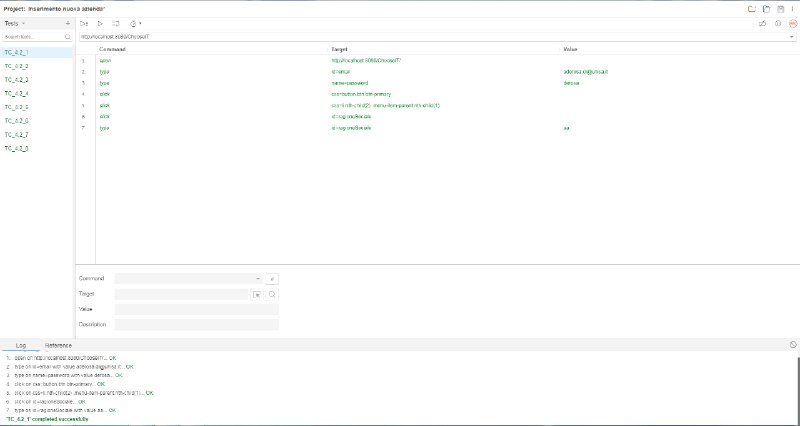 Project: Inserimento nuova azienda*
Tests
Search tests...
TC_4.2_1
TC_4.2_2
TC_4.2_3
TC_4.2_4
TC_4.2_5
TC_4.2_6
TC_4.2_7
TC_4.2_8
http://localhost:8080/ChooseIT/
Command Target Value
1 open http://localhost:8080/ChooseIT/
2 type id=email
3 type name=password derosa
4 click css=button.btn.btn-primary
5 click css=li:nth-child(2) .menu-item-parent:nth-child(1)
6 click id=ragioneSociale
7 type id=ragioneSociale aa
Command
Target
Value
Description
Log Reference
1. open on http://localhost:8080/ChooseIT/... OK
2. type on id=email with value OK
3. type on name=password with value derosa... OK
4. click on css=button.btn.btn-primary... OK
5. click on css=li:nth-child(2) .menu-item-parent:nth-child(1)... OK
6. click on id=ragioneSociale... OK
7. type on id=ragioneSociale with value aa... OK
'TC_4.2_1' completed successfully